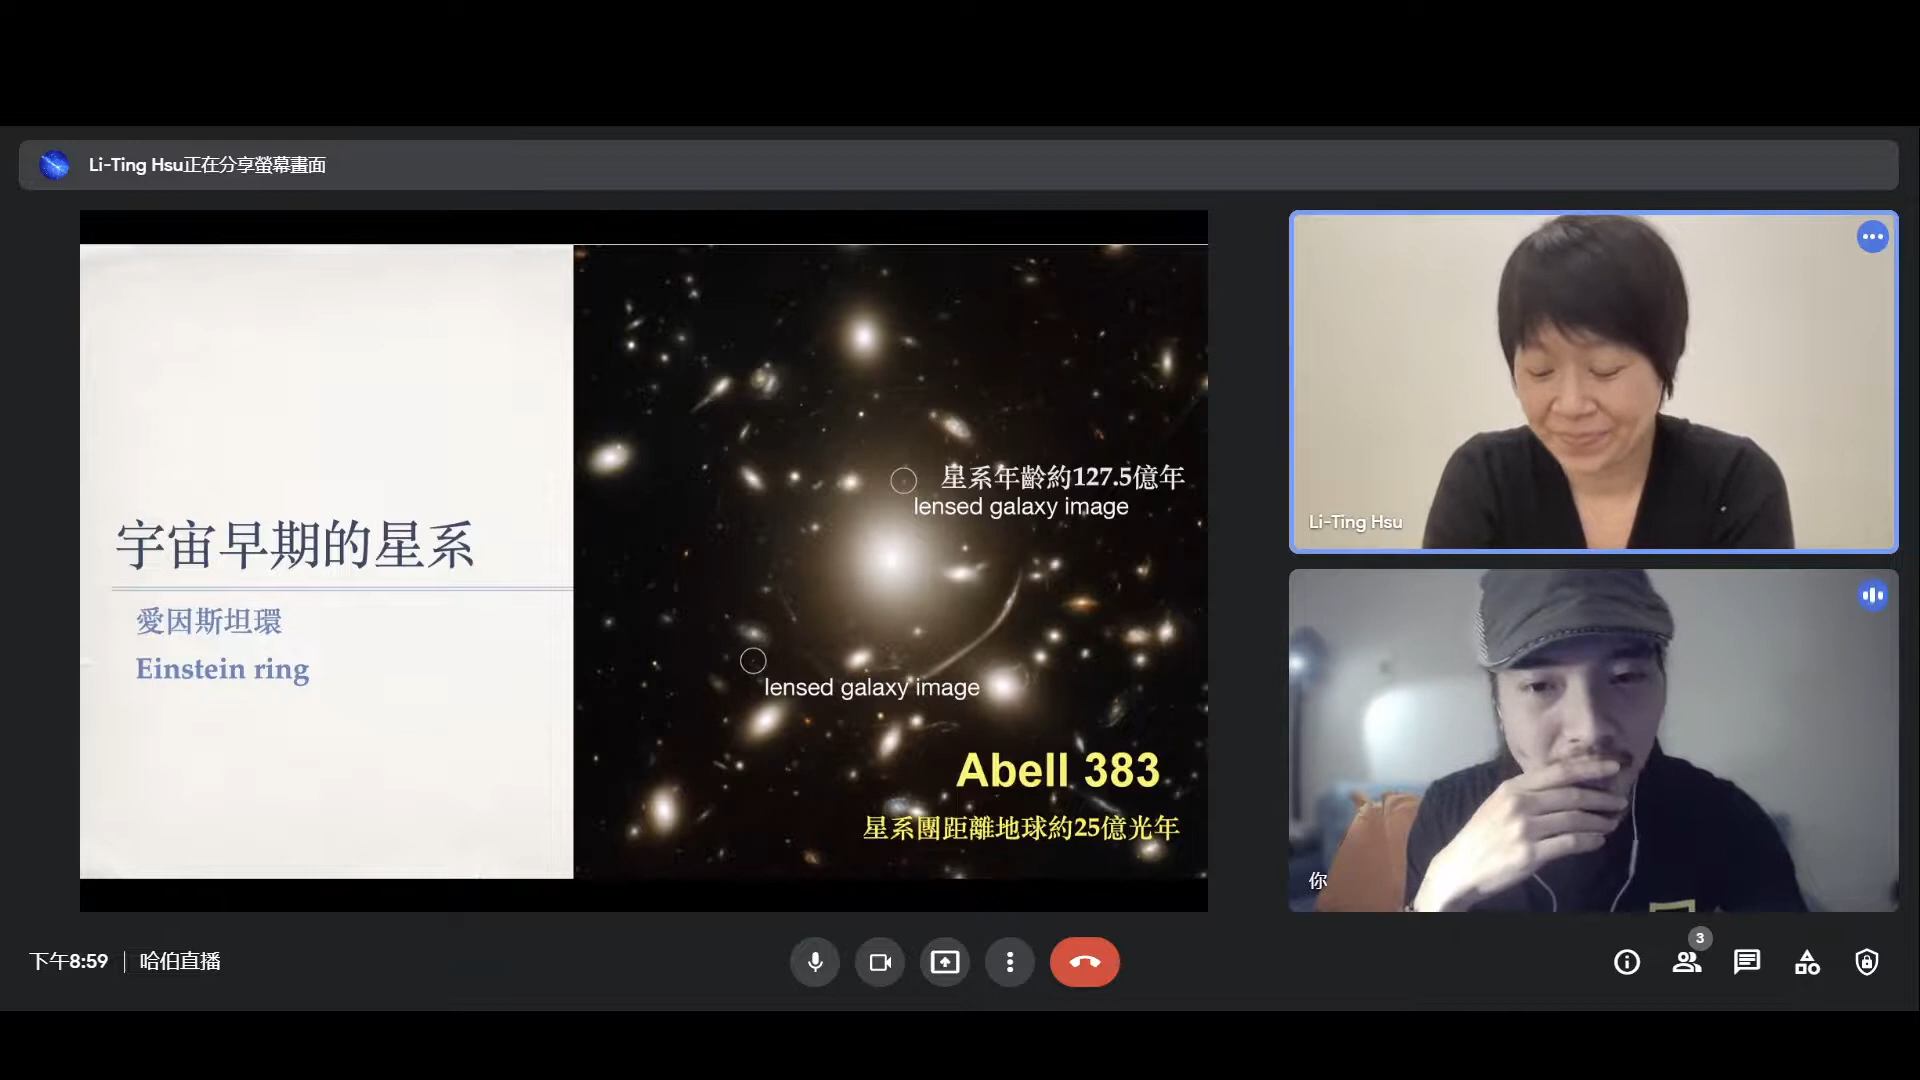 Li-Ting Hsu正在分享螢幕畫面
宇宙早期的星系
愛因斯坦環
Einstein ring
星系年齡約127.5億年
lensed galaxy image
lensed galaxy image
Abell 383
星系團距離地球約25億光年
Li-Ting Hsu
你
下午8:59
哈伯直播
3